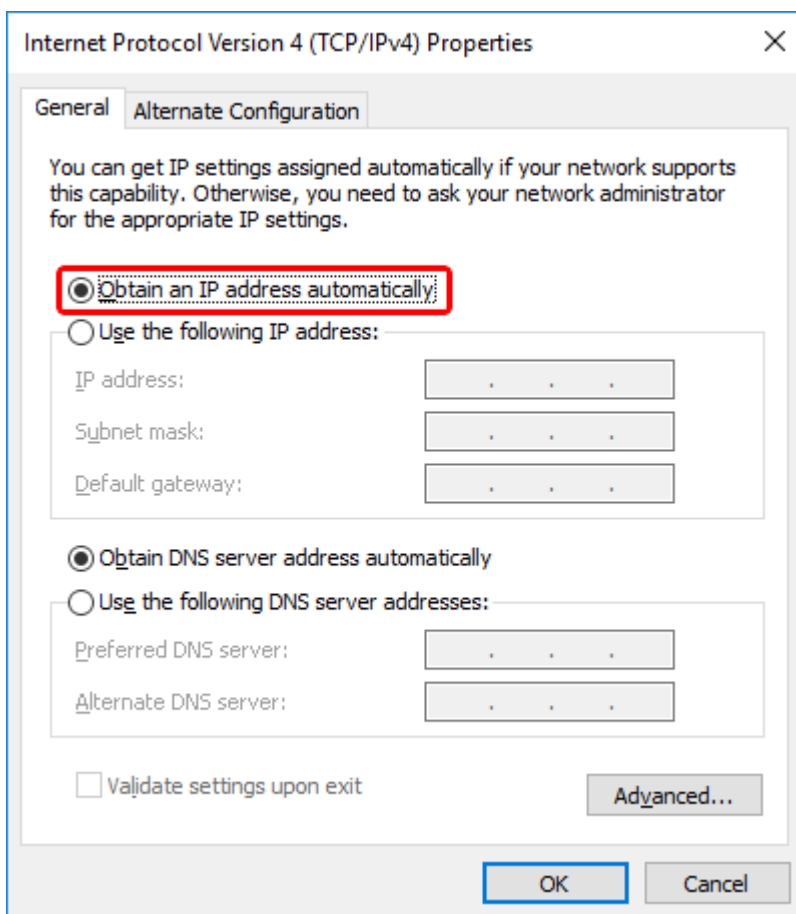 Internet Protocol Version 4 (TCP/IPv4) Properties
General
Alternate Configuration
You can get IP settings assigned automatically if your network supports
this capability. Otherwise, you need to ask your network administrator
for the appropriate IP settings.
Obtain an IP address automatically
Use the following IP address:
IP address:
Subnet mask:
Default gateway:
Obtain DNS server address automatically
Use the following DNS server addresses:
Preferred DNS server:
Alternate DNS server:
Validate settings upon exit
Advanced...
OK
Cancel